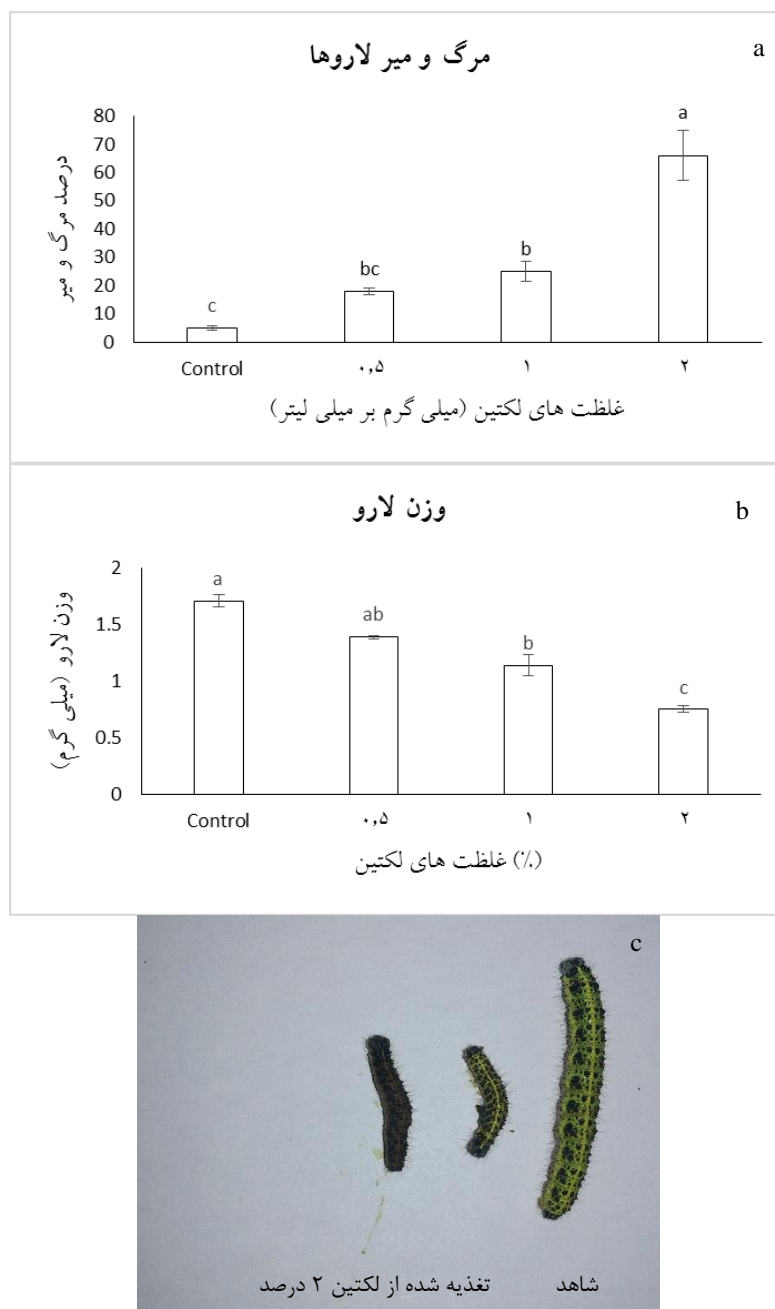 مرگ و میر لاروها
a
درصد مرگ و میر
80
70
60
50
40
30
20
10
0
c
bc
b
a
Control
۰,۵
۱
۲
غلظت های لکتین (میلی گرم بر میلی لیتر)
وزن لارو
b
وزن لارو (میلی گرم)
2
1.5
1
0.5
0
a
ab
b
c
Control
۰,۵
۱
۲
(٪) غلظت های لکتین
c
تغذیه شده از لکتین ۲ درصد
شاهد